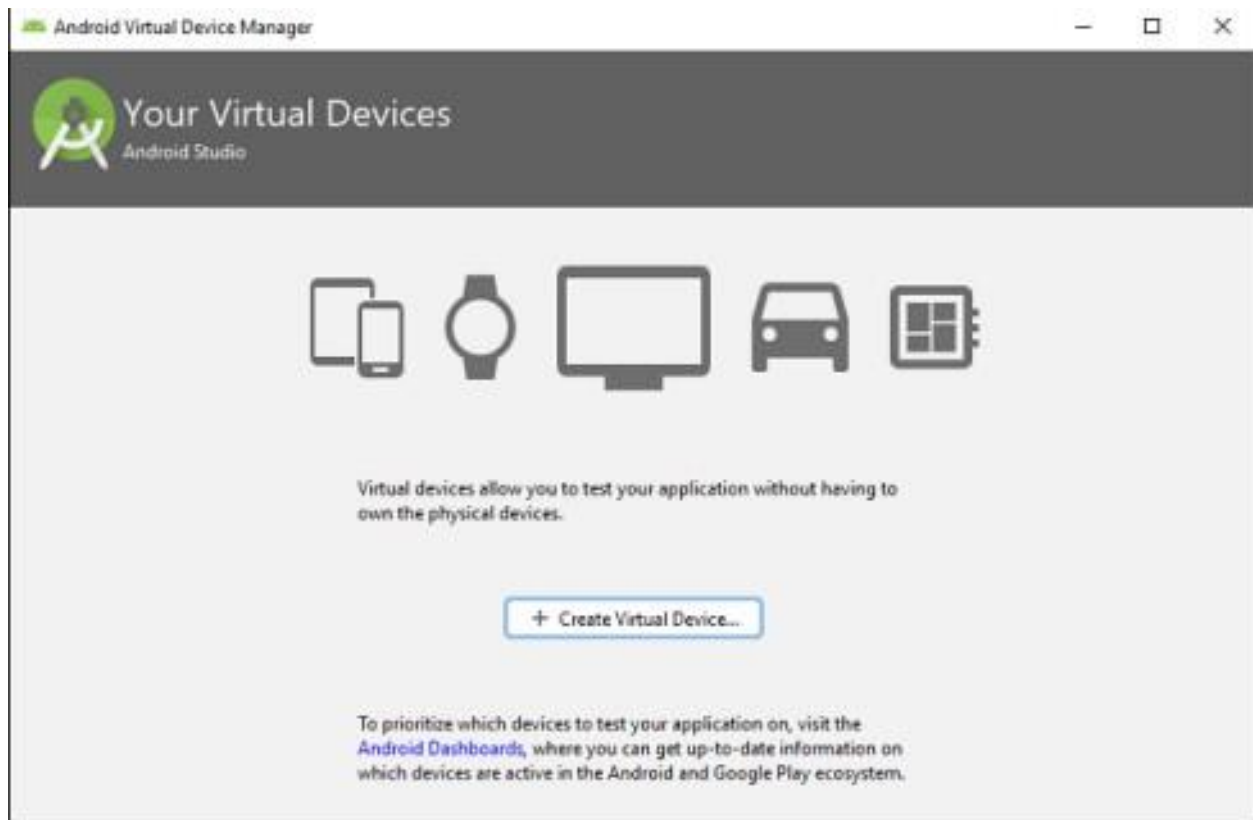 Android Virtual Device Manager
Your Virtual Devices
Android Studio
Virtual devices allow you to test your application without having to
own the physical devices.
+ Create Virtual Device...
To prioritize which devices to test your application on, visit the
Android Dashboards, where you can get up-to-date information on
which devices are active in the Android and Google Play ecosystem.